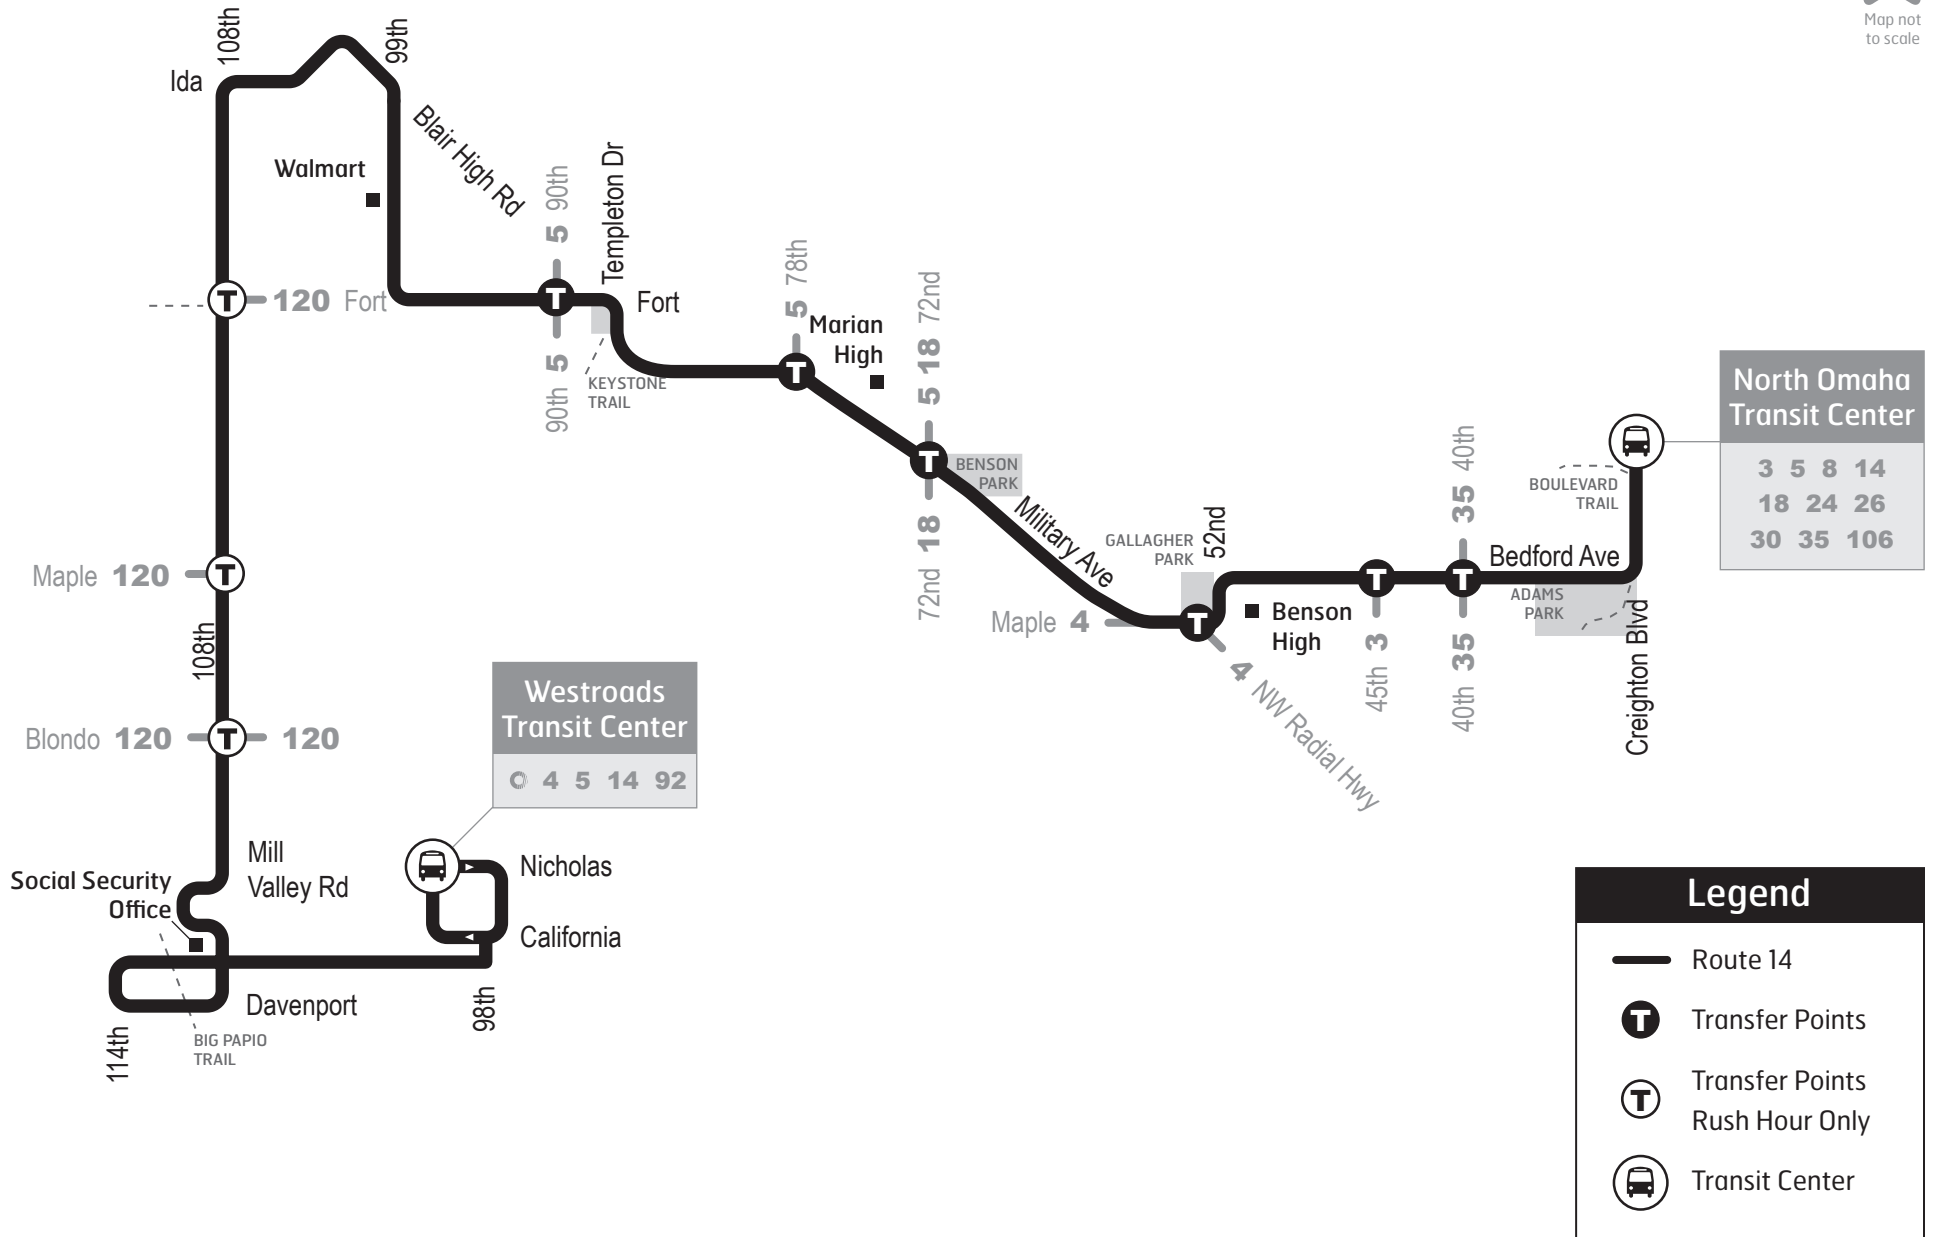 Map not
to scale
108th
99th
Ida
Blair High Rd
Walmart
5 90th
Templeton Dr
120 Fort
T
T
Fort
90th 5
KEYSTONE
TRAIL
5 78th
Marian
High
T
5 18 72nd
T
BENSON
PARK
72nd 18
Military Ave
North Omaha
Transit Center
3 5 8 14
18 24 26
30 35 106
BOULEVARD
TRAIL
GALLAGHER
PARK
52nd
35 40th
Bedford Ave
Maple 120
T
T
T
ADAMS
PARK
Maple 4
T
Benson
High
45th 3
40th 35
4 NW Radial Hwy
Creighton Blvd
108th
Westroads
Transit Center
4 5 14 92
Blondo 120
T
120
Mill
Valley Rd
Social Security
Office
Nicholas
California
Davenport
98th
114th
BIG PAPIO
TRAIL
Legend
Route 14
T
Transfer Points
T
Transfer Points
Rush Hour Only
Transit Center